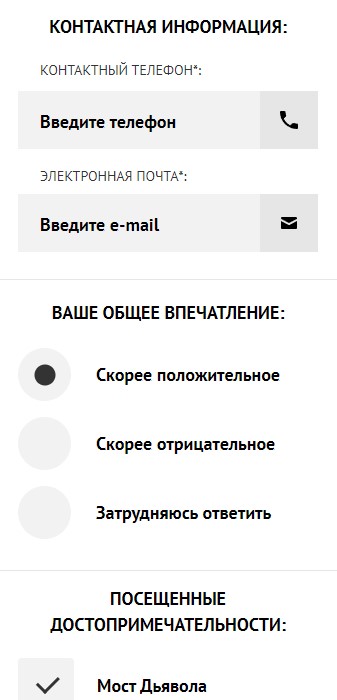 КОНТАКТНАЯ ИНФОРМАЦИЯ:
КОНТАКТНЫЙ ТЕЛЕФОН*:
Введите телефон
ЭЛЕКТРОННАЯ ПОЧТА*:
Введите e-mail
ВАШЕ ОБЩЕЕ ВПЕЧАТЛЕНИЕ:
Скорее положительное
Скорее отрицательное
Затрудняюсь ответить
ПОСЕЩЕННЫЕ
ДОСТОПРИМЕЧАТЕЛЬНОСТИ:
Мост Дьявола